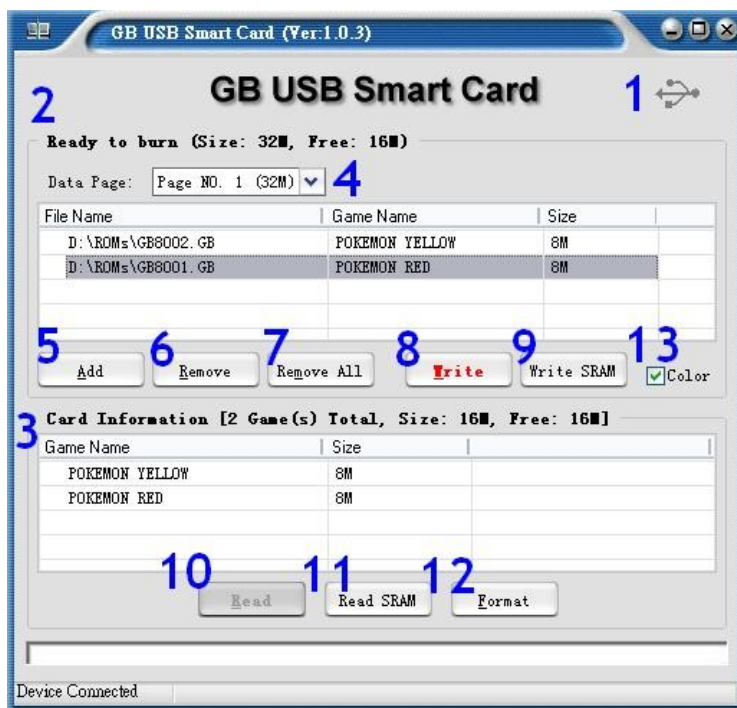 GB USB Smart Card (Ver:1.0.3)
GB USB Smart Card
1
2
Ready to burn (Size: 32M, Free: 16M)
Data Page: Page NO. 1 (32M) 4
File Name Game Name Size
D:\ROMs\GB8002.GB POKEMON YELLOW 8M
D:\ROMs\GB8001.GB POKEMON RED 8M
5 6 7 8 9 13
Add Remove Remove All Write Write SRAM Color
3 Card Information [2 Game(s) Total, Size: 16M, Free: 16M]
Game Name Size
POKEMON YELLOW 8M
POKEMON RED 8M
10 11 12
Read Read SRAM Format
Device Connected